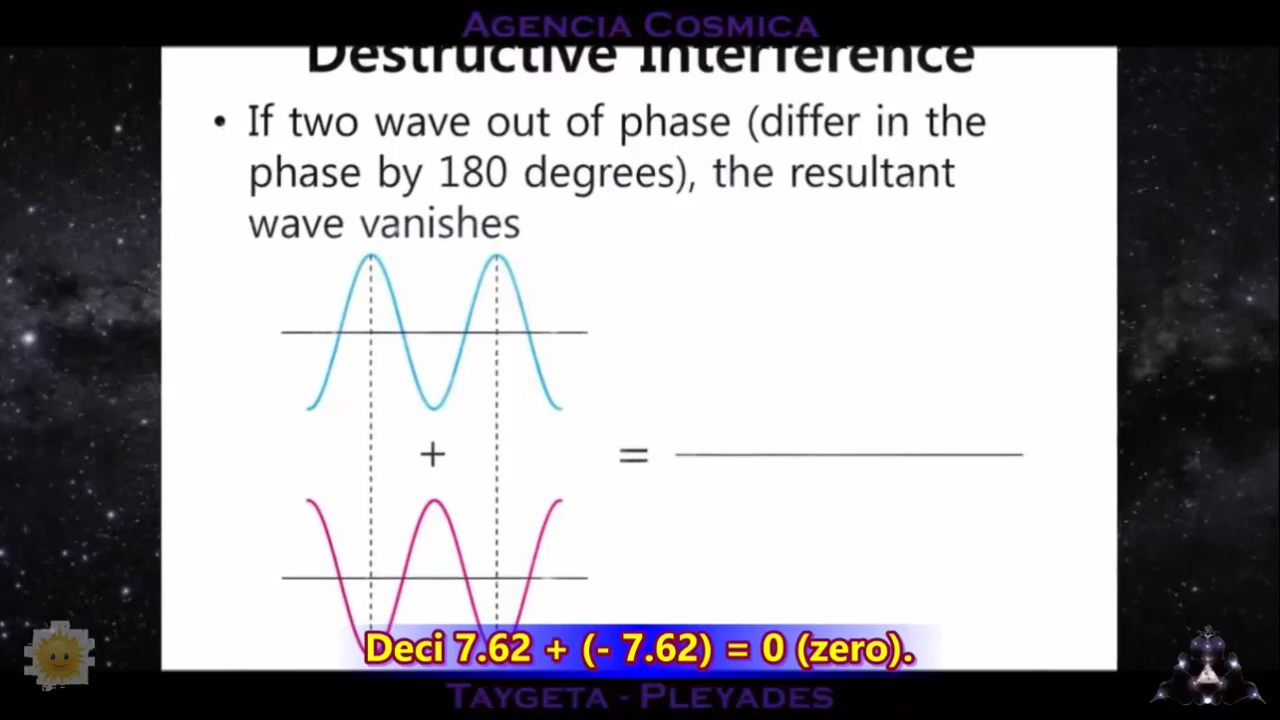 AGENCIA COSMICA
Destructive Interference
• If two wave out of phase (differ in the
phase by 180 degrees), the resultant
wave vanishes
+
=
Deci 7.62 + (- 7.62) = 0 (zero).
TAYGETA - PLEYADES